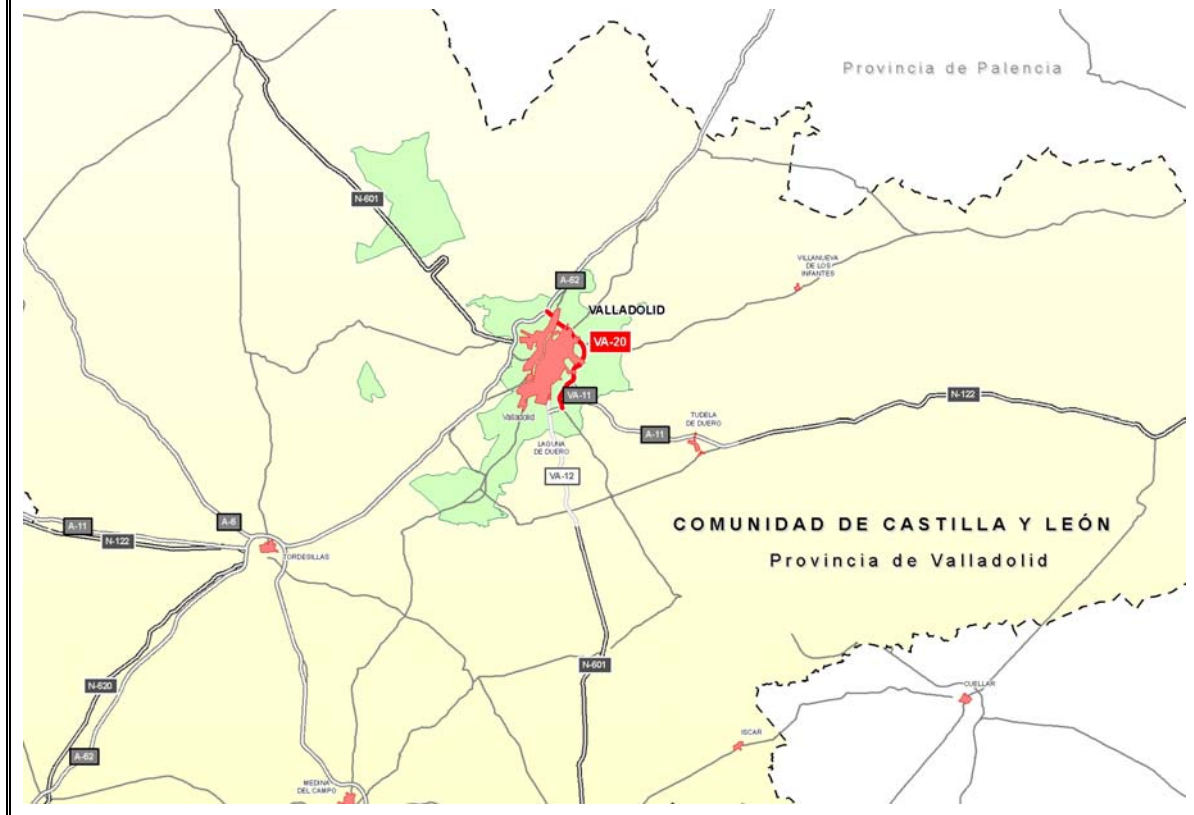 Provincia de Palencia
N-601
VILLANUEVA
DE LOS
INFANTES
A-62
VALLADOLID
VA-20
VA-11
N-122
Valladolid
A-11
TUDELA
DE DUERO
LAGUNA
DE DUERO
VA-12
COMUNIDAD DE CASTILLA Y LEÓN
Provincia de Valladolid
A-11
A-6
N-122
TORDESILLAS
N-620
N-601
CUELLAR
ISCAR
A-62
MEDINA
DEL CAMPO